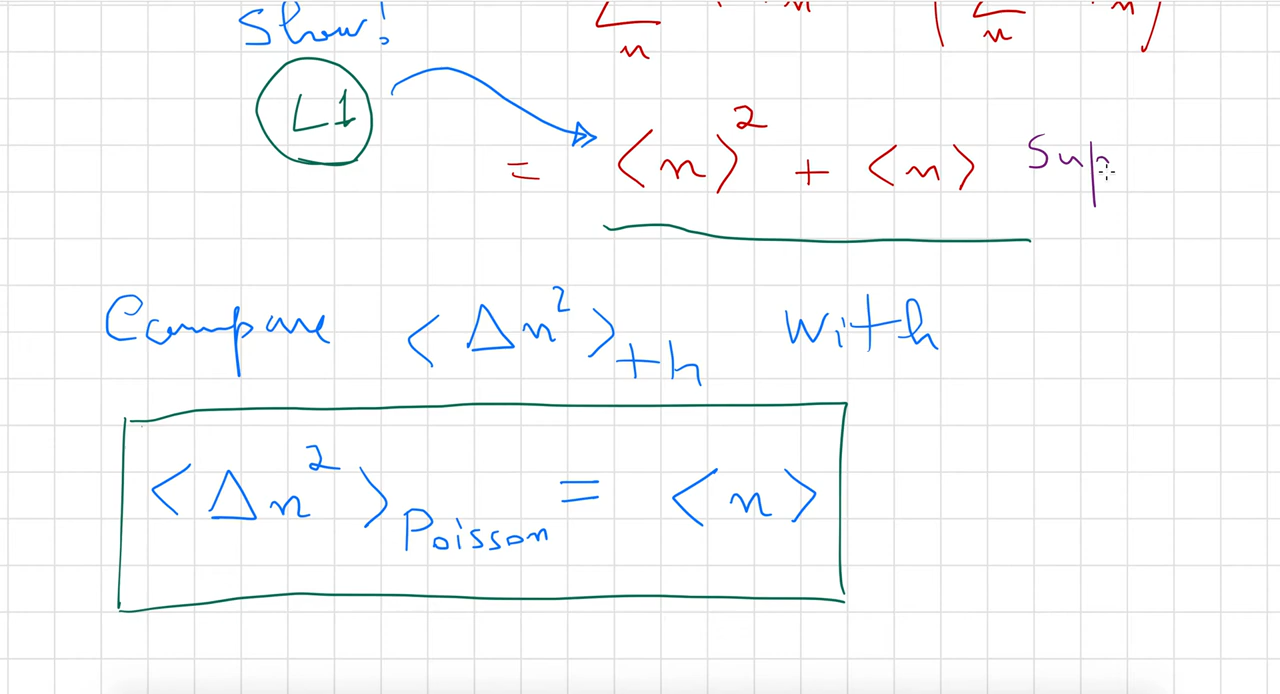 Show!
L1
n
n
= ⟨n⟩² + ⟨n⟩ Sup
Compare ⟨Δn²⟩th with
⟨Δn²⟩Poisson = ⟨n⟩